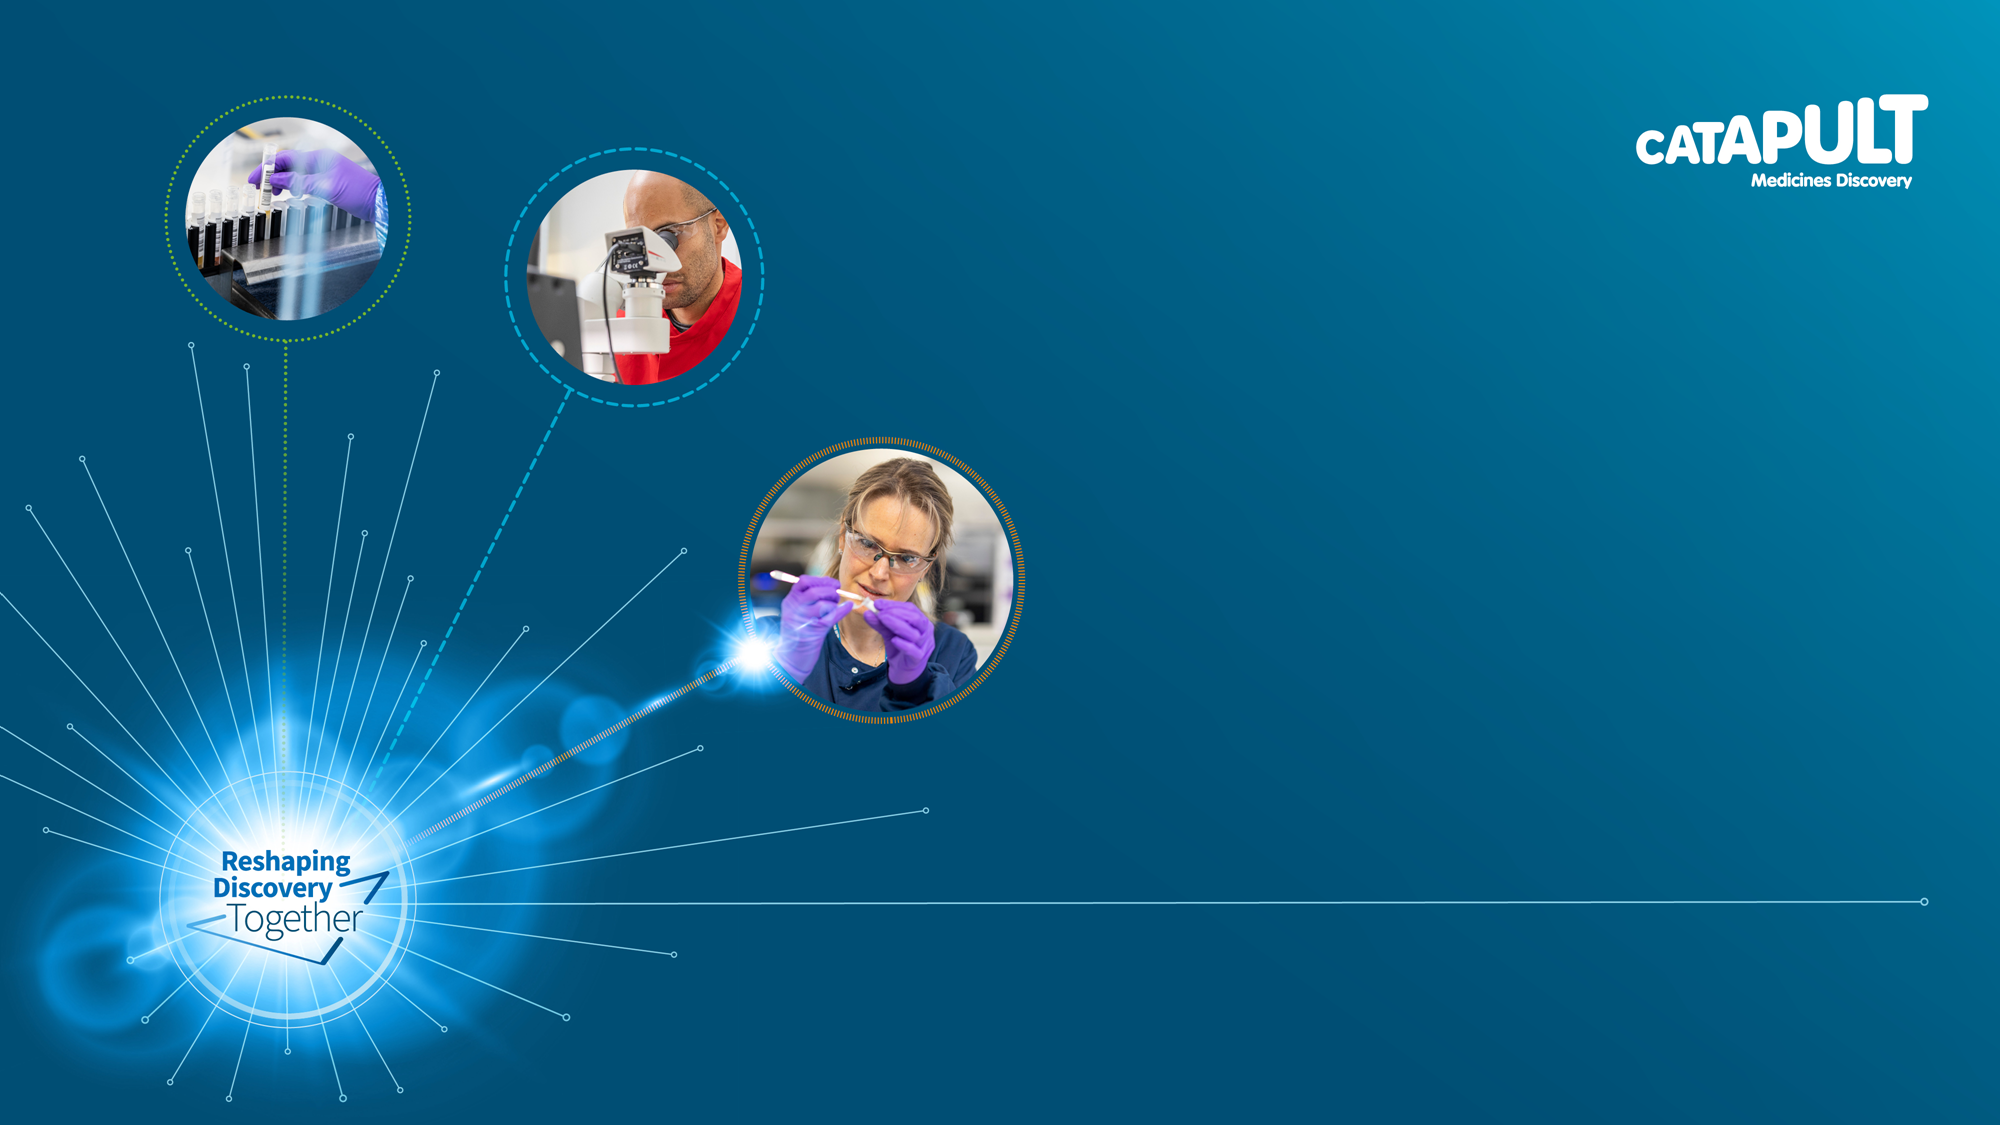 CATAPULT
Medicines Discovery
Reshaping
Discovery
Together